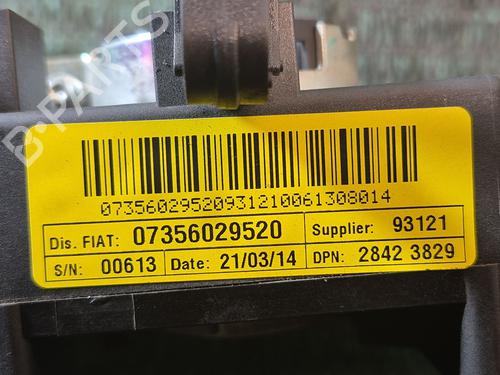 B-PARTS
07356029520931210061308014
Dis. FIAT: 07356029520 Supplier: 93121
S/N: 00613 Date: 21/03/14 DPN: 2842 3829